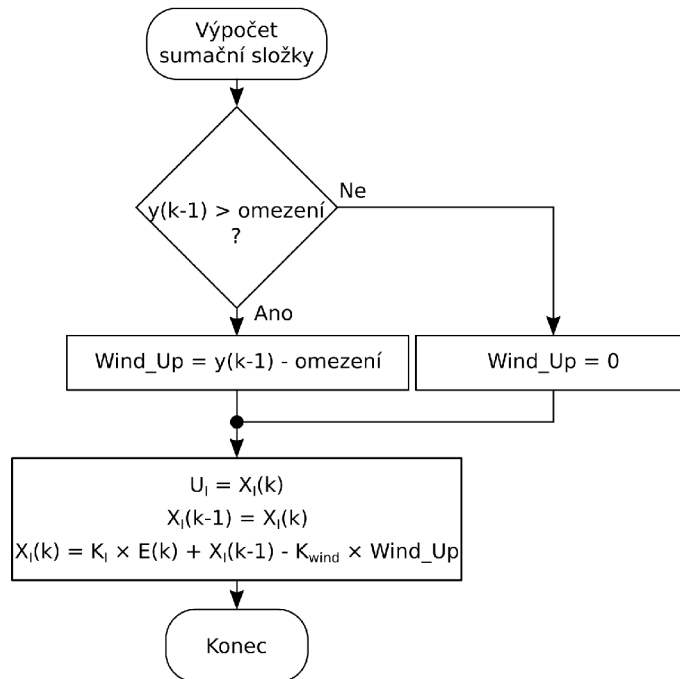 Výpočet
sumační složky
y(k-1) > omezení
?
Ne
Ano
Wind_Up = y(k-1) - omezení
Wind_Up = 0
U_I = X_I(k)
X_I(k-1) = X_I(k)
X_I(k) = K_I × E(k) + X_I(k-1) - K_wind × Wind_Up
Konec